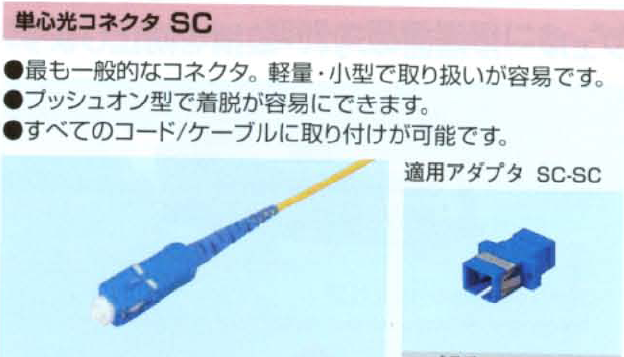 単心光コネクタ SC
●最も一般的なコネクタ。軽量・小型で取り扱いが容易です。
●プッシュオン型で着脱が容易にできます。
●すべてのコード/ケーブルに取り付けが可能です。
適用アダプタ SC-SC